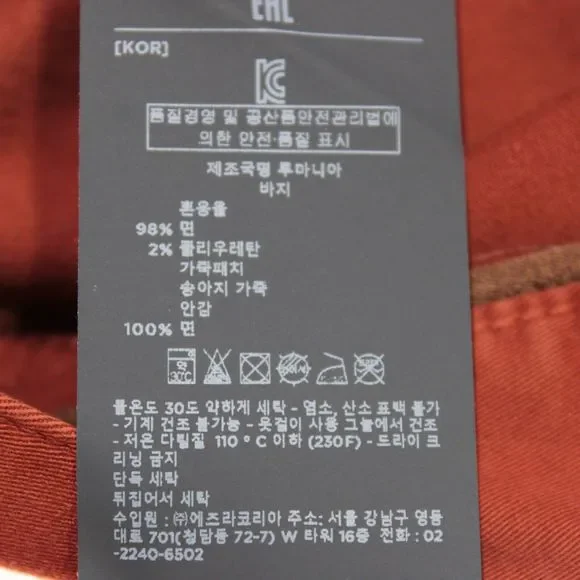 EAC
[KOR]
KC
품질경영 및 공산품안전관리법에
의한 안전·품질 표시
제조국명 루마니아
바지
혼용율
98% 면
2% 폴리우레탄
가죽패치
송아지 가죽
안감
100% 면
약
30°C
물온도 30도 약하게 세탁 - 염소, 산소 표백 불가
- 기계 건조 불가능 - 옷걸이 사용 그늘에서 건조
- 저온 다림질 110 °C 이하 (230F) - 드라이 크
리닝 금지
단독 세탁
뒤집어서 세탁
수입원 : ㈜에즈라코리아 주소: 서울 강남구 영동
대로 701(청담동 72-7) W 타워 16층 전화 : 02
-2240-6502